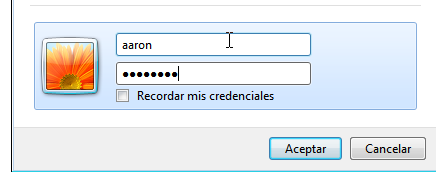 aaron
••••••••
Recordar mis credenciales
Aceptar Cancelar